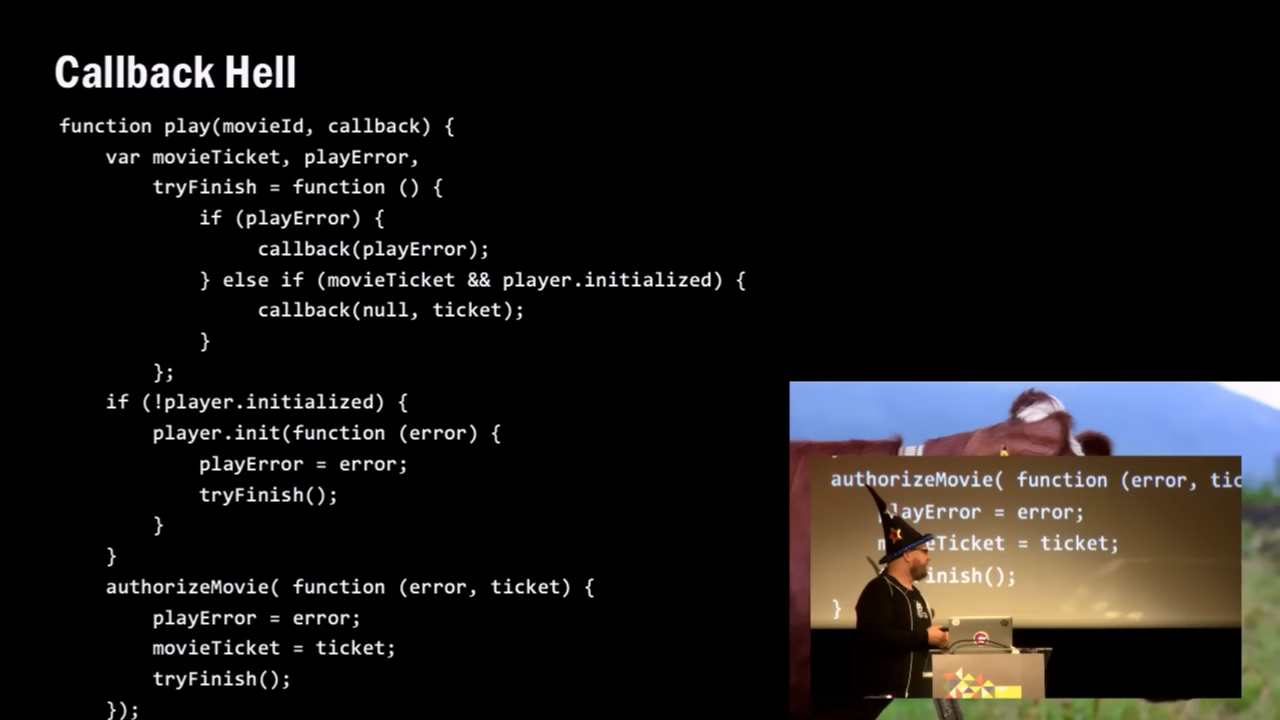 Callback Hell
function play(movieId, callback) {
    var movieTicket, playError,
        tryFinish = function () {
            if (playError) {
                 callback(playError);
            } else if (movieTicket && player.initialized) {
                 callback(null, ticket);
            }
        };
    if (!player.initialized) {
        player.init(function (error) {
            playError = error;
            tryFinish();
        }
    }
    authorizeMovie( function (error, ticket) {
        playError = error;
        movieTicket = ticket;
        tryFinish();
    });
authorizeMovie( function (error, tic
layError = error;
eTicket = ticket;
inish();
}